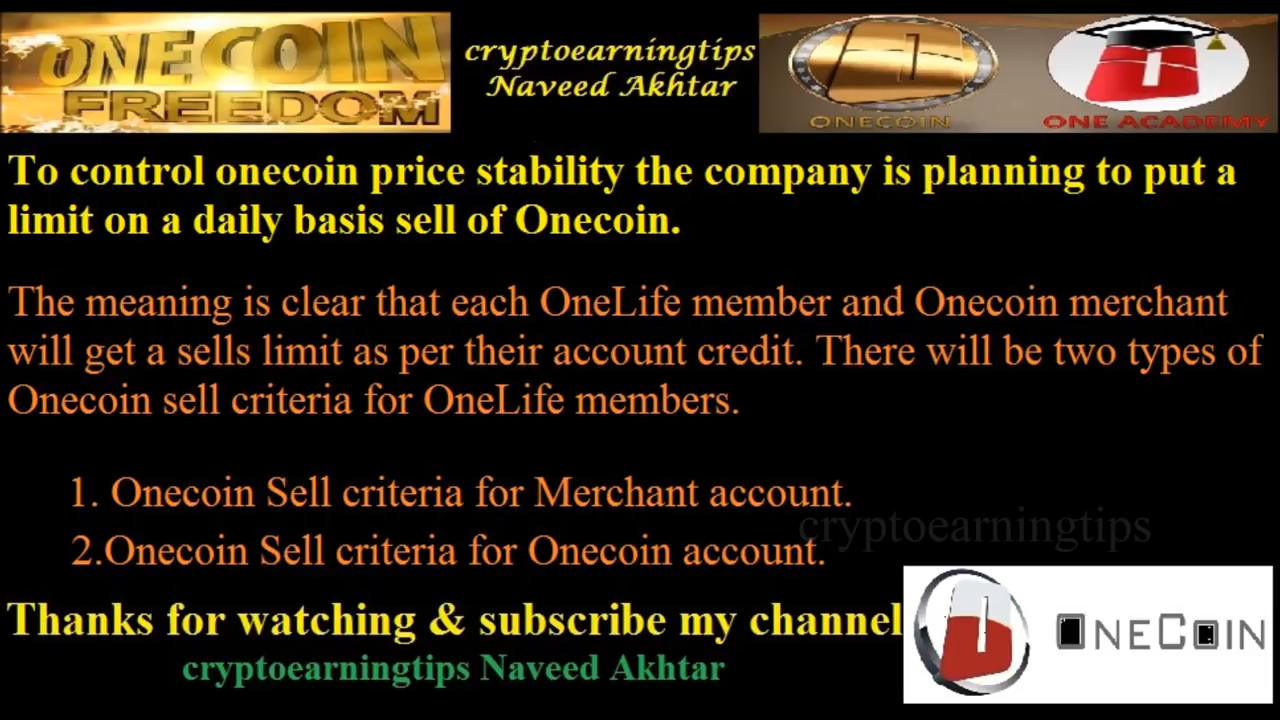 ONECOIN
FREEDOM
cryptoearningtips
Naveed Akhtar
ONECOIN
ONE ACADEMY
To control onecoin price stability the company is planning to put a
limit on a daily basis sell of Onecoin.
The meaning is clear that each OneLife member and Onecoin merchant
will get a sells limit as per their account credit. There will be two types of
Onecoin sell criteria for OneLife members.
1. Onecoin Sell criteria for Merchant account.
cryptoearningtips
2.Onecoin Sell criteria for Onecoin account.
Thanks for watching & subscribe my channel
cryptoearningtips Naveed Akhtar
ONECOIN